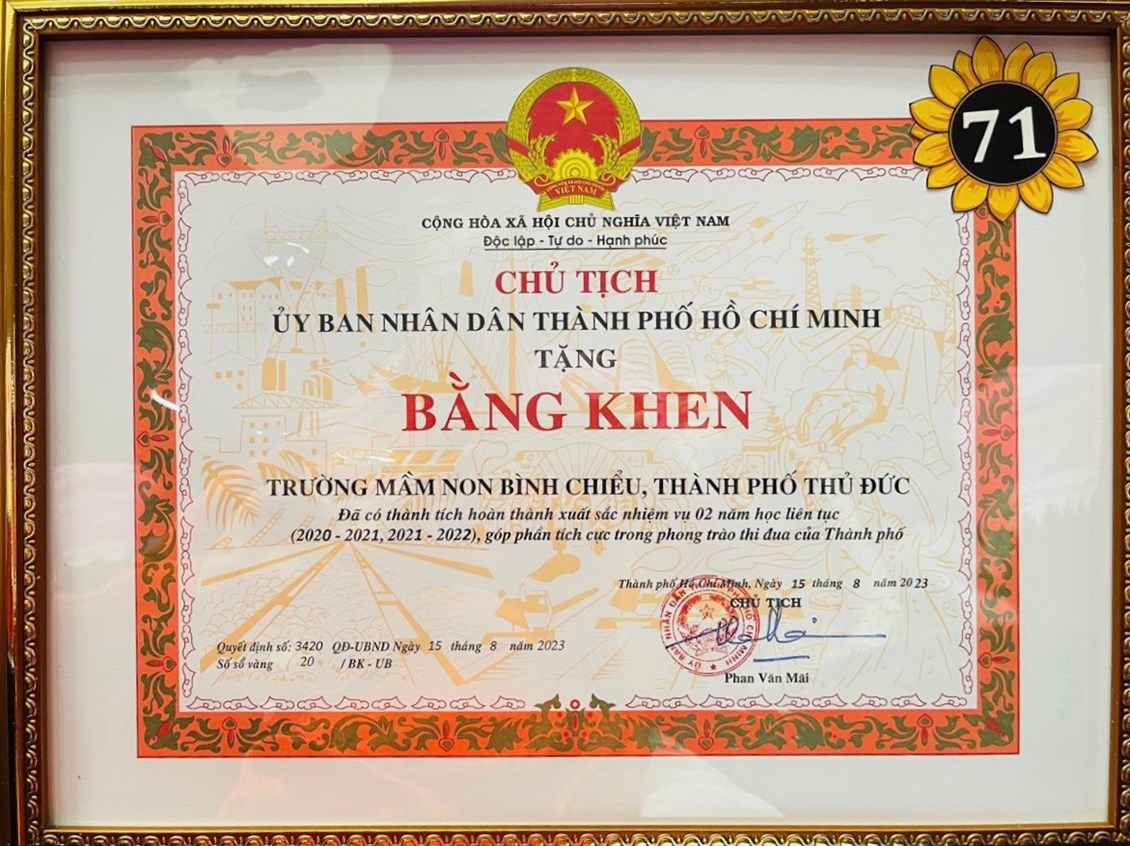 71
VIỆT NAM
CỘNG HÒA XÃ HỘI CHỦ NGHĨA VIỆT NAM
Độc lập - Tự do - Hạnh phúc
CHỦ TỊCH
ỦY BAN NHÂN DÂN THÀNH PHỐ HỒ CHÍ MINH
TẶNG
BẰNG KHEN
TRƯỜNG MẦM NON BÌNH CHIỂU, THÀNH PHỐ THỦ ĐỨC
Đã có thành tích hoàn thành xuất sắc nhiệm vụ 02 năm học liên tục
(2020 - 2021, 2021 - 2022), góp phần tích cực trong phong trào thi đua của Thành phố
Thành phố Hồ Chí Minh, Ngày 15 tháng 8 năm 2023
CHỦ TỊCH
Phan Văn Mãi
Quyết định số: 3420 QĐ-UBND Ngày 15 tháng 8 năm 2023
Số sổ vàng 20 / BK - UB